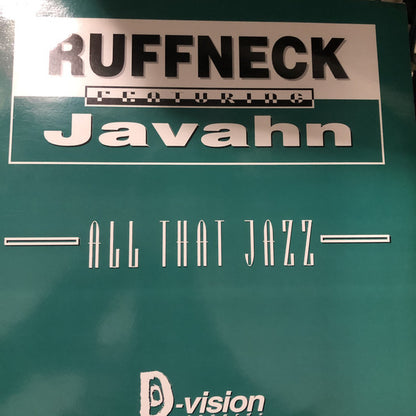 RUFFNECK
FEATURING
Javahn
ALL THAT JAZZ
D-vision